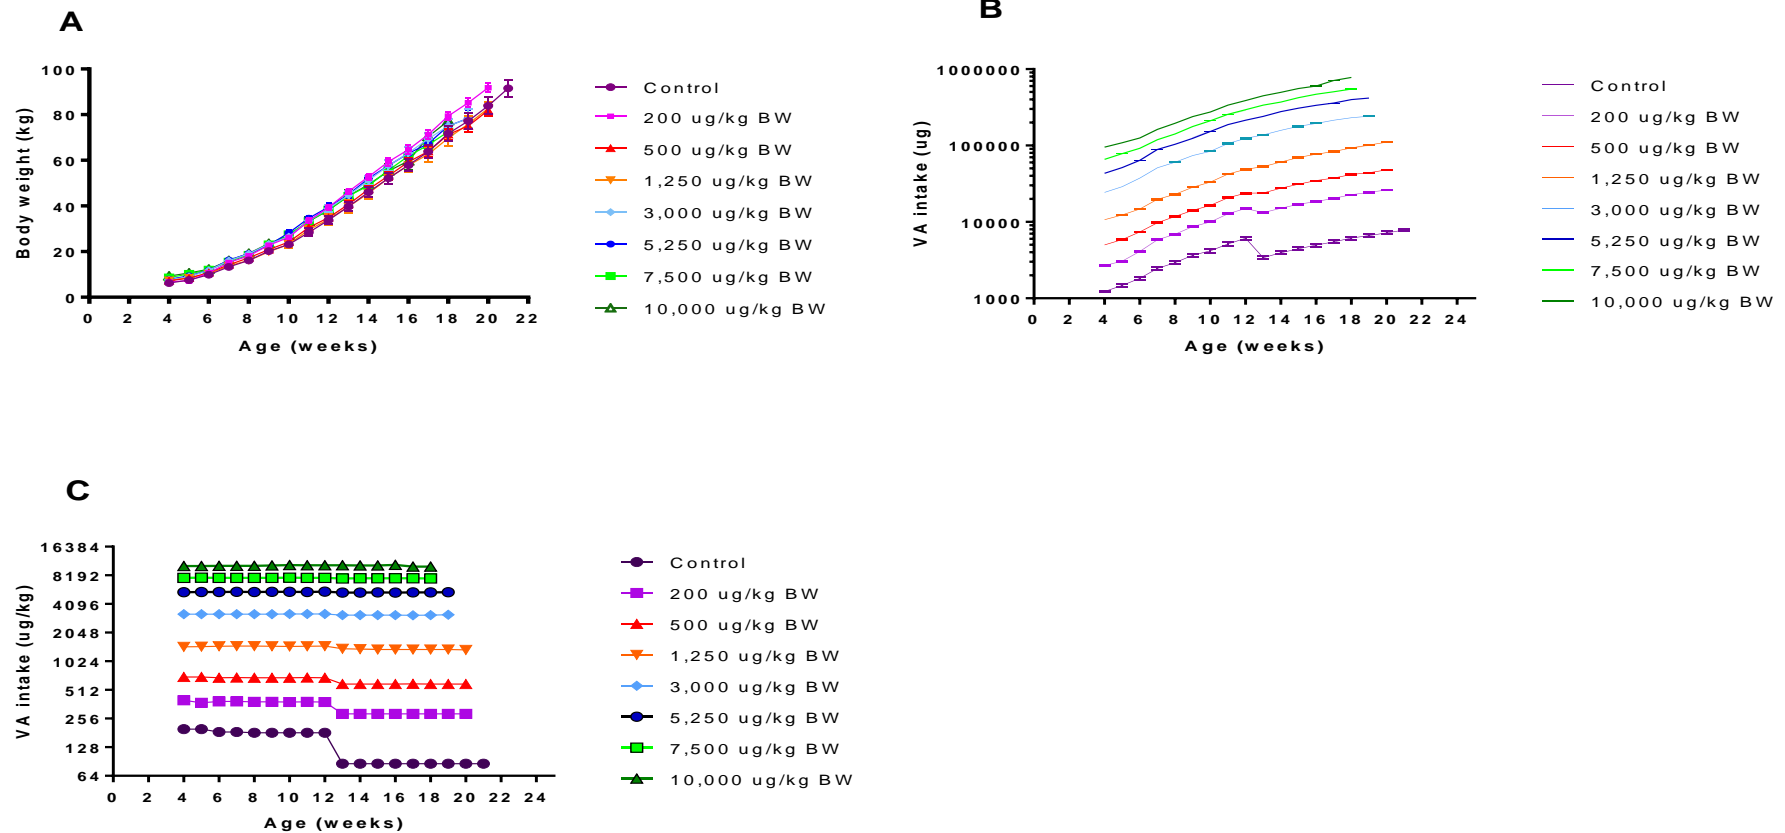 A
100
80
60
40
20
0
Body weight (kg)
0 2 4 6 8 10 12 14 16 18 20 22
Age (weeks)
Control
200 ug/kg BW
500 ug/kg BW
1,250 ug/kg BW
3,000 ug/kg BW
5,250 ug/kg BW
7,500 ug/kg BW
10,000 ug/kg BW
B
1000000
100000
10000
1000
VA intake (ug)
0 2 4 6 8 10 12 14 16 18 20 22 24
Age (weeks)
Control
200 ug/kg BW
500 ug/kg BW
1,250 ug/kg BW
3,000 ug/kg BW
5,250 ug/kg BW
7,500 ug/kg BW
10,000 ug/kg BW
C
16384
8192
4096
2048
1024
512
256
128
64
VA intake (ug/kg)
0 2 4 6 8 10 12 14 16 18 20 22 24
Age (weeks)
Control
200 ug/kg BW
500 ug/kg BW
1,250 ug/kg BW
3,000 ug/kg BW
5,250 ug/kg BW
7,500 ug/kg BW
10,000 ug/kg BW